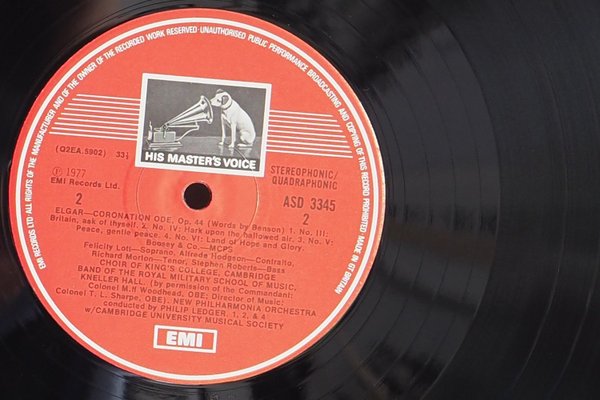 EMI RECORDS LTD ALL RIGHTS OF THE MANUFACTURER AND OF THE OWNER OF THE RECORDED WORK RESERVED · UNAUTHORISED PUBLIC PERFORMANCE BROADCASTING AND COPYING OF THIS RECORD PROHIBITED · MADE IN GT BRITAIN
HIS MASTER'S VOICE
(Q2EA.5902) 33⅓
STEREOPHONIC/
QUADRAPHONIC
℗ 1977
EMI Records Ltd.
ASD 3345
2
2
ELGAR—CORONATION ODE, Op. 44 (Words by Benson) 1. No. III:
Britain, ask of thyself. 2. No. IV: Hark upon the hallowed air. 3. No. V:
Peace, gentle peace. 4. No. VI: Land of Hope and Glory.
Boosey & Co.—MCPS
Felicity Lott—Soprano, Alfreda Hodgson—Contralto,
Richard Morton—Tenor, Stephen Roberts—Bass
CHOIR OF KING'S COLLEGE, CAMBRIDGE
BAND OF THE ROYAL MILITARY SCHOOL OF MUSIC,
KNELLER HALL, (by permission of the Commandant:
Colonel M.H Weedhead, OBE; Director of Music:
Colonel T. L. Sharpe, OBE), NEW PHILHARMONIA ORCHESTRA
conducted by PHILIP LEDGER, 1, 2, & 4
w/CAMBRIDGE UNIVERSITY MUSICAL SOCIETY
EMI